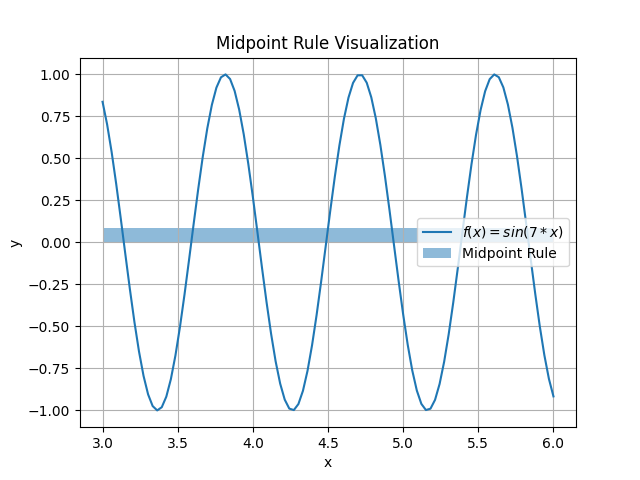 Midpoint Rule Visualization
1.00
0.75
0.50
0.25
0.00
−0.25
−0.50
−0.75
−1.00
y
f(x) = sin(7 * x)
Midpoint Rule
3.0 3.5 4.0 4.5 5.0 5.5 6.0
x